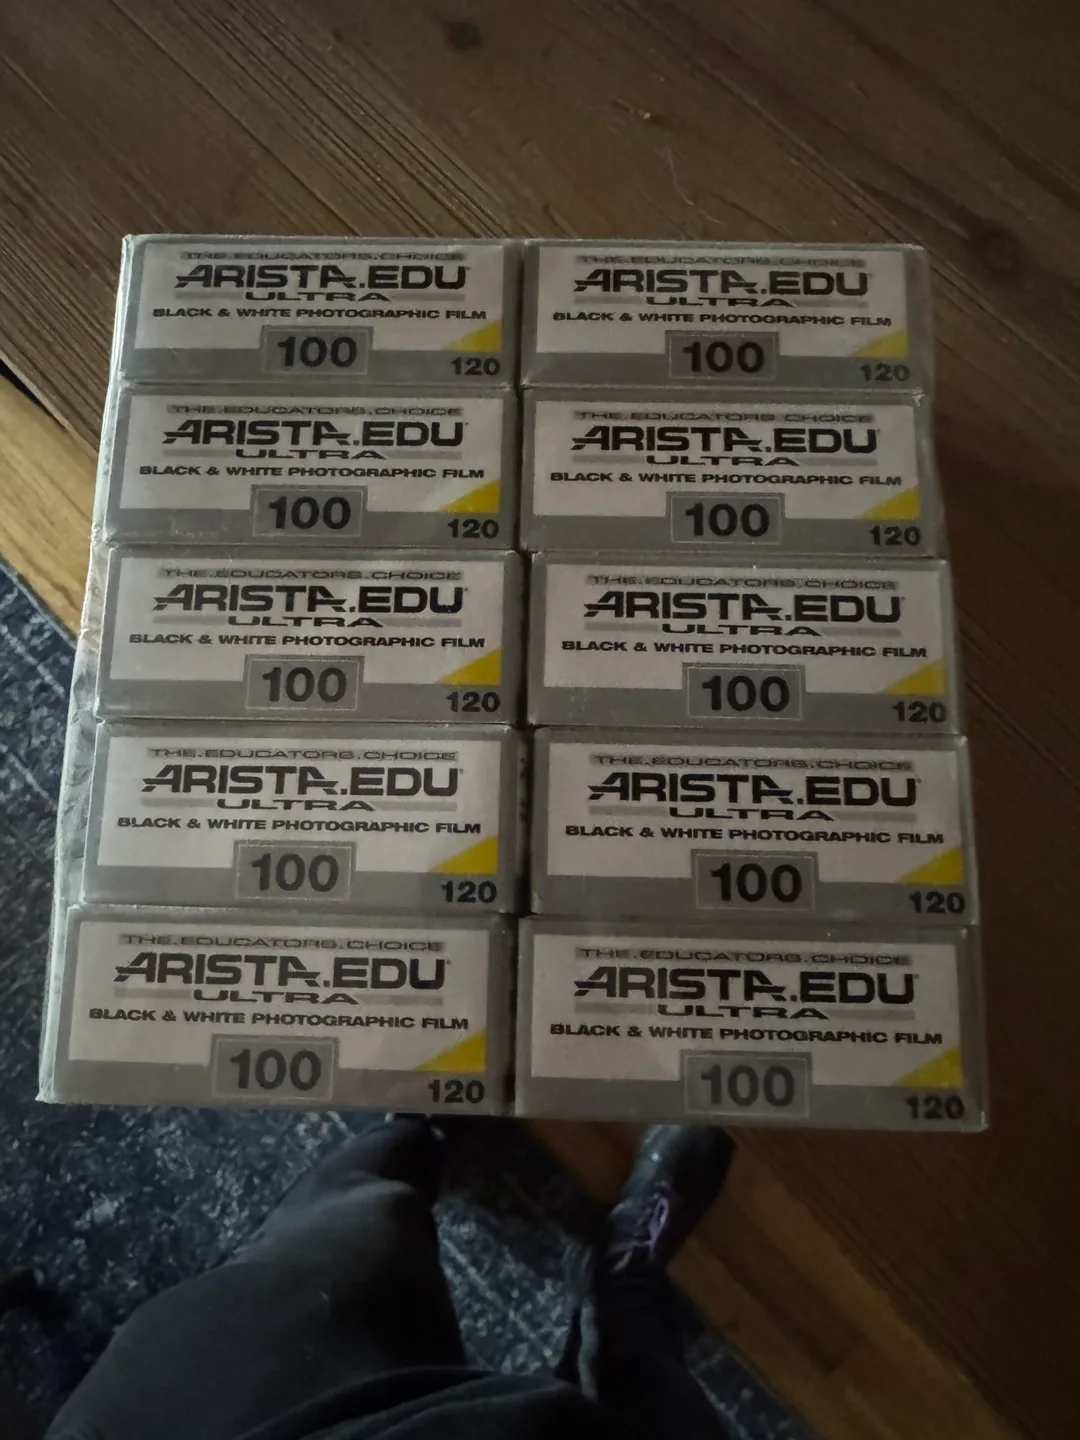 THE.EDUCATORS.CHOICE
ARISTA.EDU
ULTRA
BLACK & WHITE PHOTOGRAPHIC FILM
100
120
THE.EDUCATORS.CHOICE
ARISTA.EDU
ULTRA
BLACK & WHITE PHOTOGRAPHIC FILM
100
120
THE.EDUCATORS.CHOICE
ARISTA.EDU
ULTRA
BLACK & WHITE PHOTOGRAPHIC FILM
100
120
THE.EDUCATORS.CHOICE
ARISTA.EDU
ULTRA
BLACK & WHITE PHOTOGRAPHIC FILM
100
120
THE.EDUCATORS.CHOICE
ARISTA.EDU
ULTRA
BLACK & WHITE PHOTOGRAPHIC FILM
100
120
THE.EDUCATORS.CHOICE
ARISTA.EDU
ULTRA
BLACK & WHITE PHOTOGRAPHIC FILM
100
120
THE.EDUCATORS.CHOICE
ARISTA.EDU
ULTRA
BLACK & WHITE PHOTOGRAPHIC FILM
100
120
THE.EDUCATORS.CHOICE
ARISTA.EDU
ULTRA
BLACK & WHITE PHOTOGRAPHIC FILM
100
120
THE.EDUCATORS.CHOICE
ARISTA.EDU
ULTRA
BLACK & WHITE PHOTOGRAPHIC FILM
100
120
THE.EDUCATORS.CHOICE
ARISTA.EDU
ULTRA
BLACK & WHITE PHOTOGRAPHIC FILM
100
120